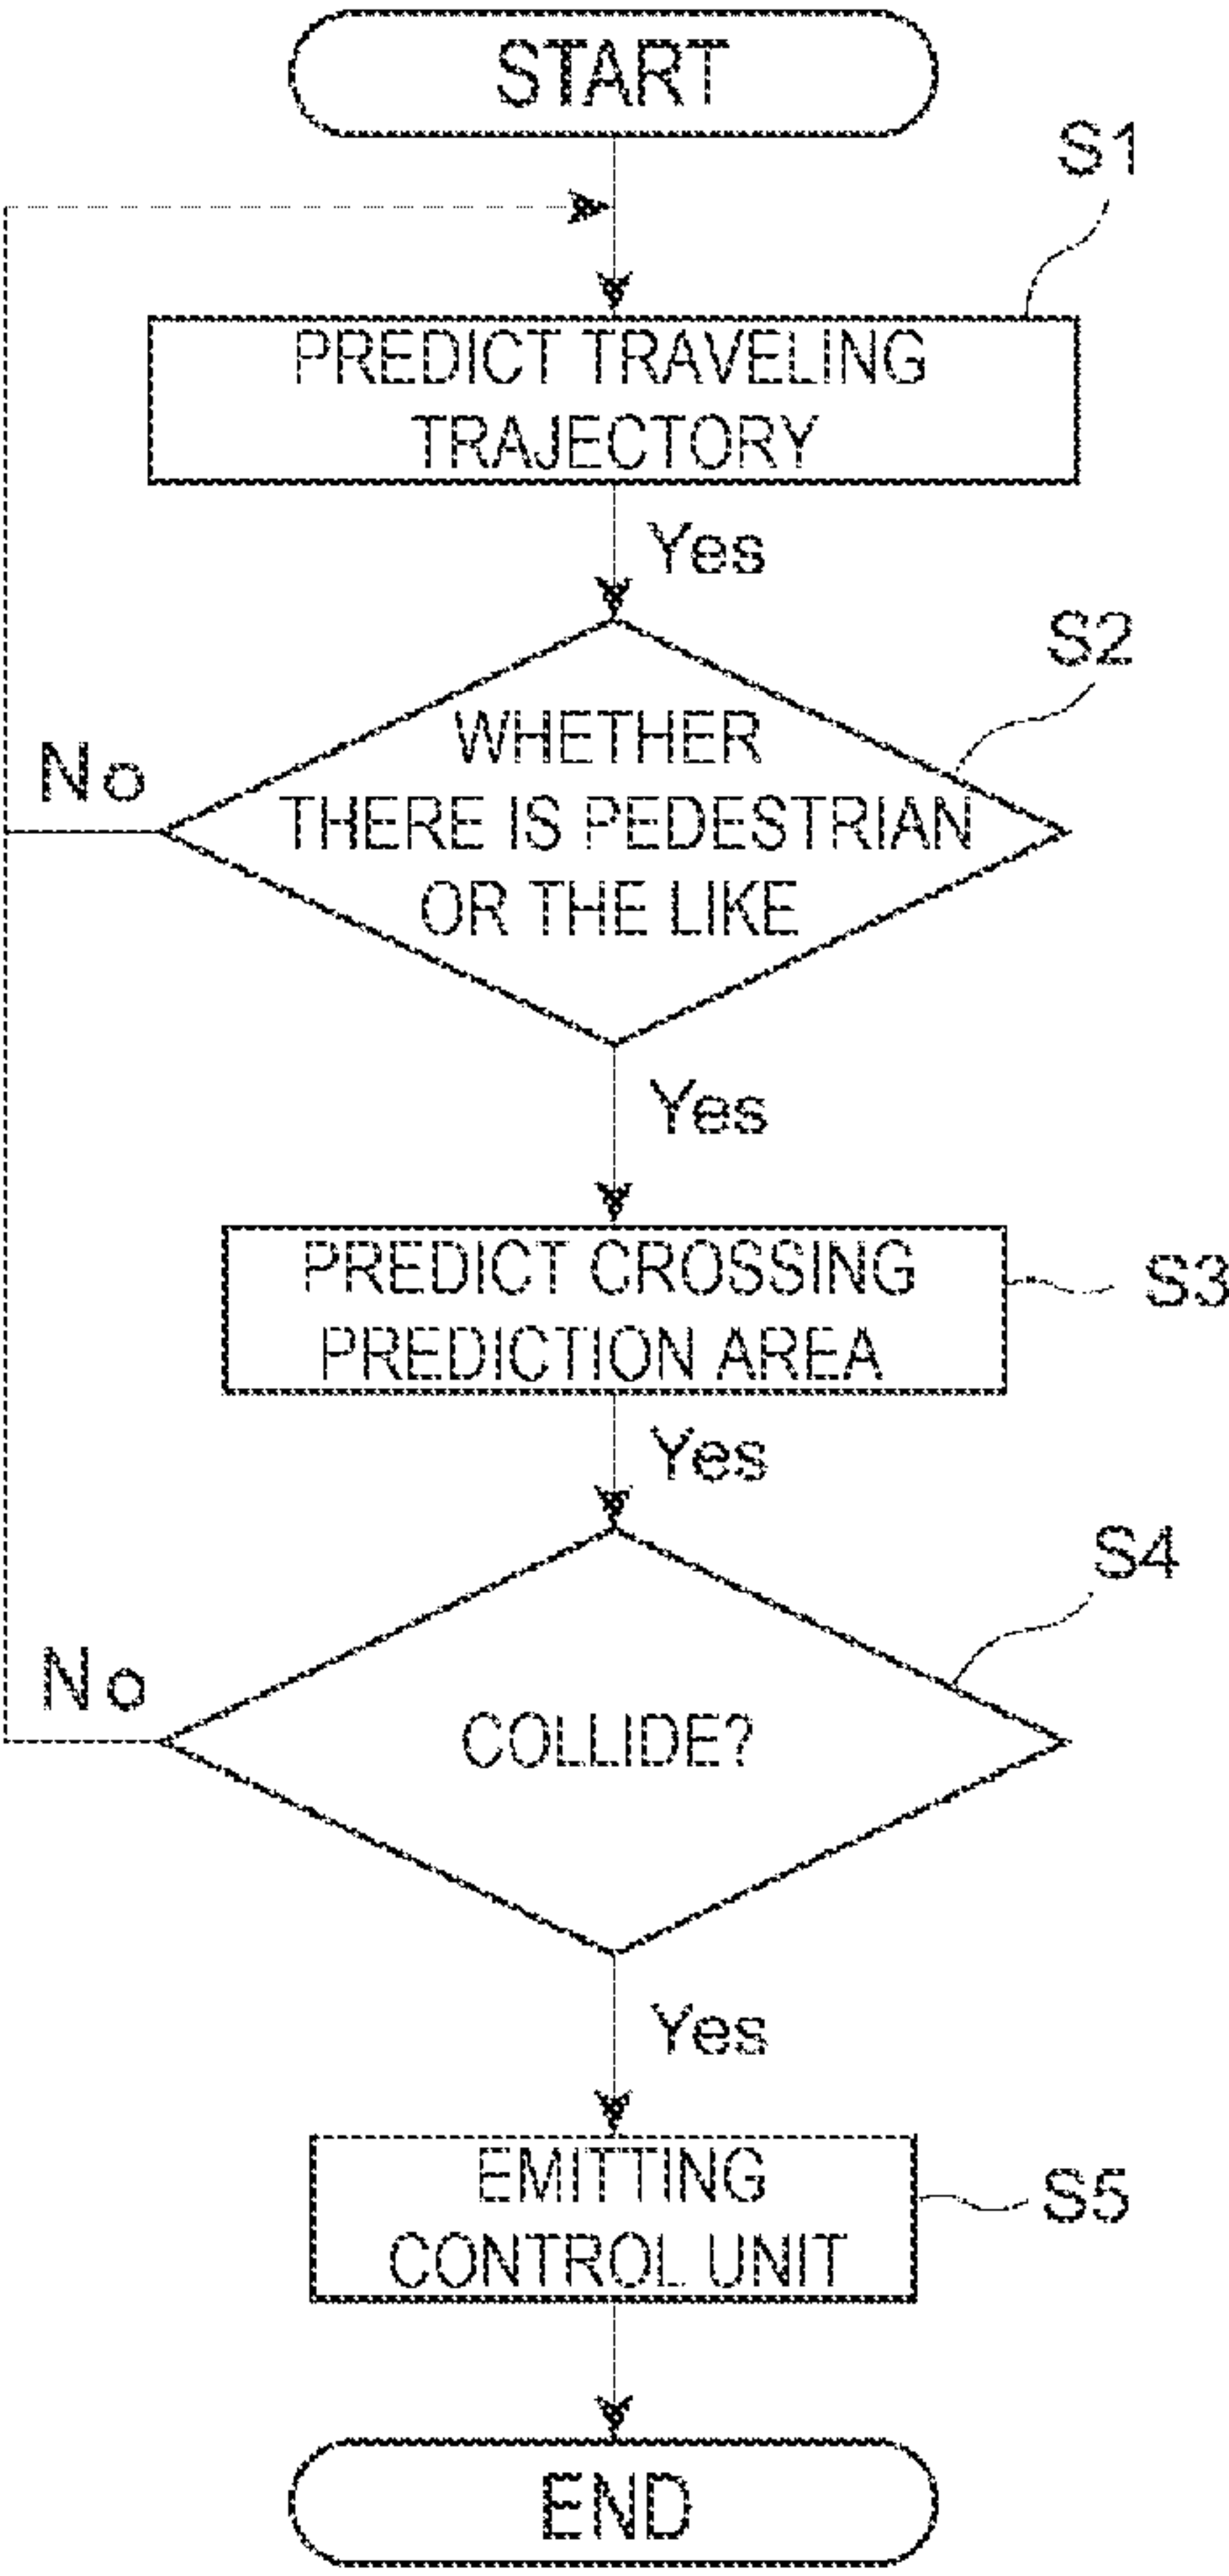 START
S1
PREDICT TRAVELING
TRAJECTORY
Yes
S2
WHETHER
No
THERE IS PEDESTRIAN
OR THE LIKE
Yes
PREDICT CROSSING
S3
PREDICTION AREA
Yes
S4
No
COLLIDE?
Yes
EMITTING
S5
CONTROL UNIT
END